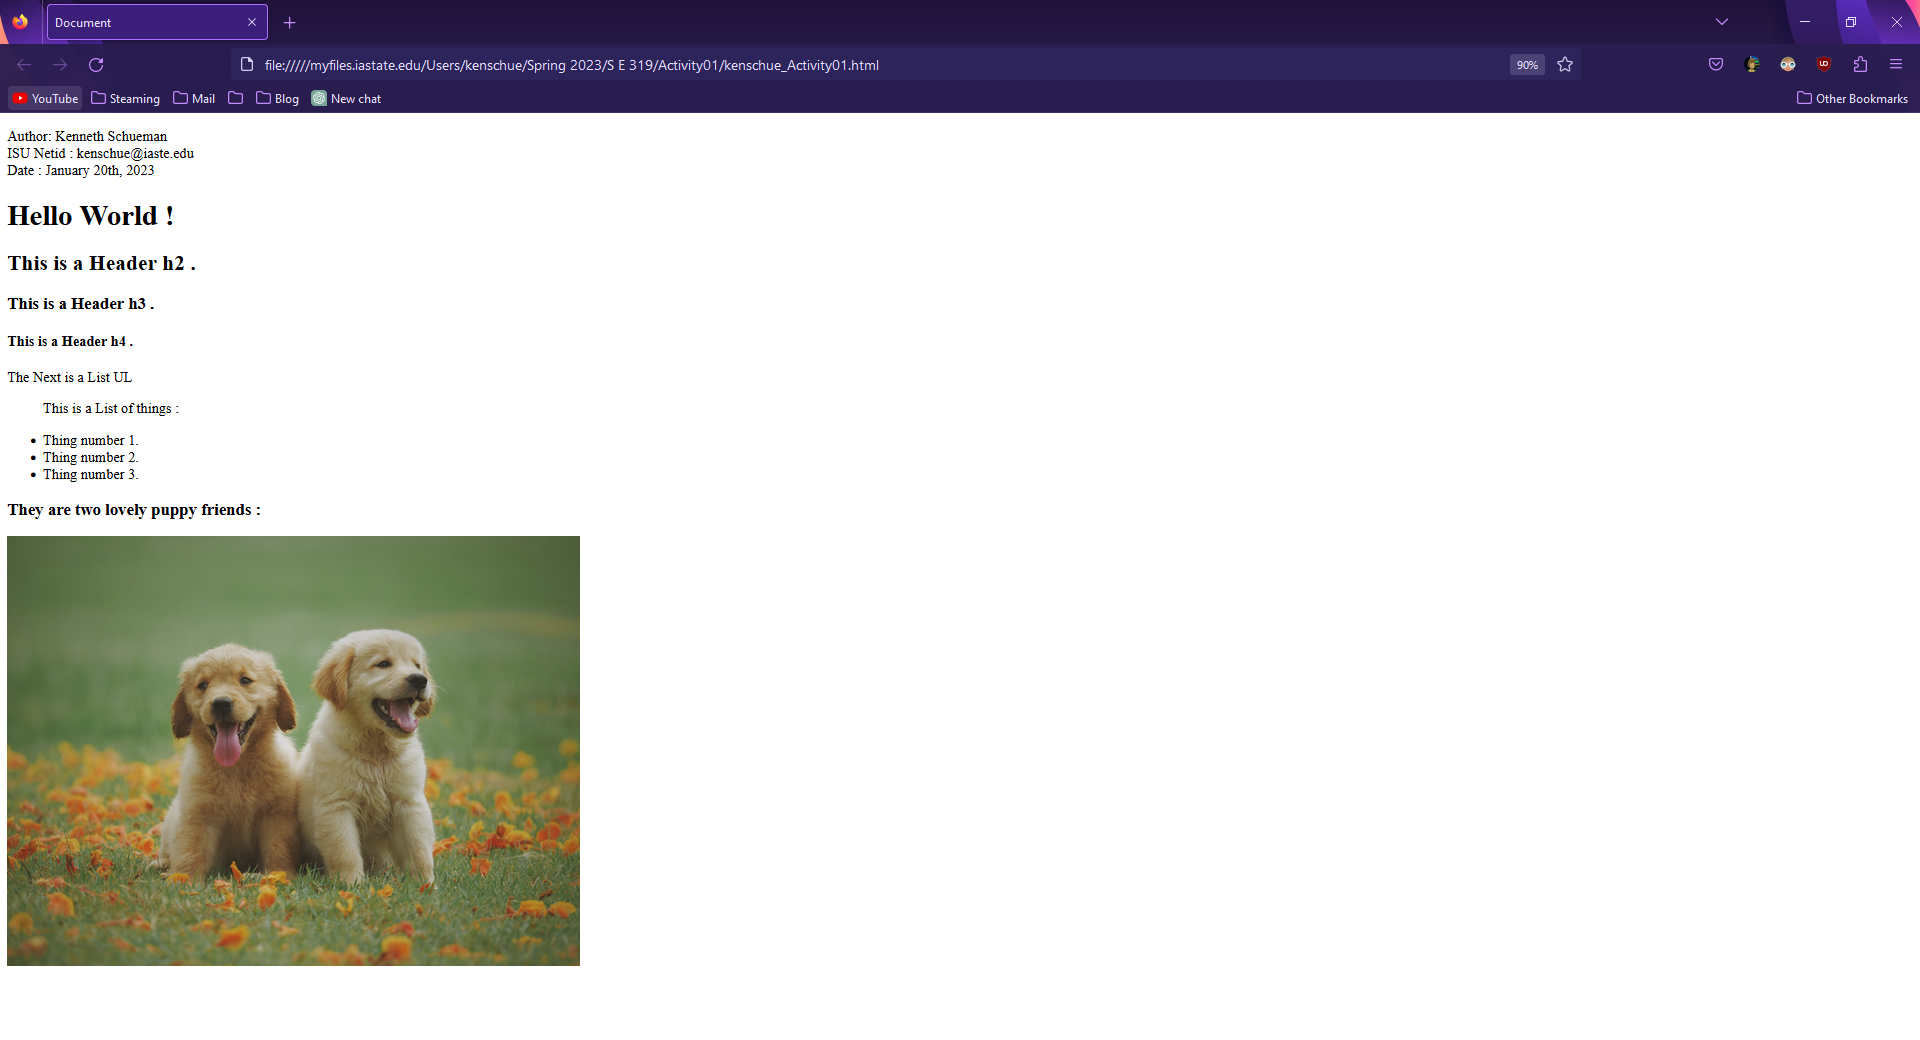 Document
file://///myfiles.iastate.edu/Users/kenschue/Spring 2023/S E 319/Activity01/kenschue_Activity01.html
90%
YouTube
Steaming
Mail
Blog
New chat
Other Bookmarks
Author: Kenneth Schueman
ISU Netid : kenschue@iaste.edu
Date : January 20th, 2023
Hello World !
This is a Header h2 .
This is a Header h3 .
This is a Header h4 .
The Next is a List UL
This is a List of things :
Thing number 1.
Thing number 2.
Thing number 3.
They are two lovely puppy friends :